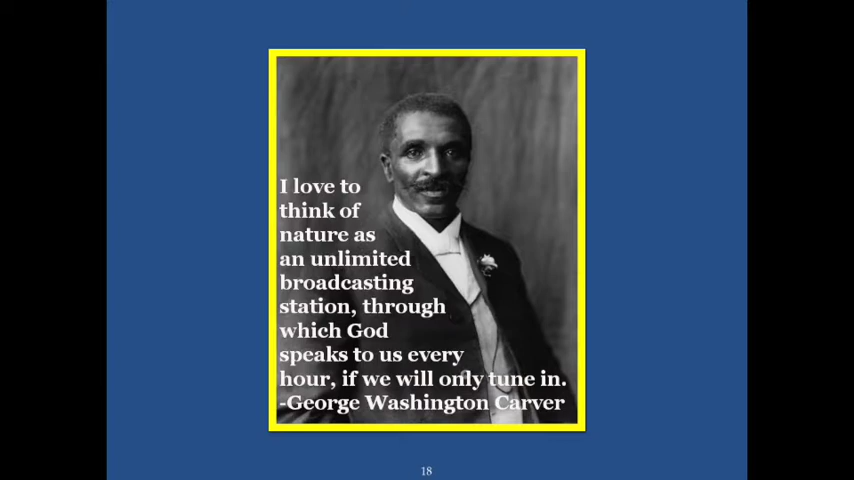 I love to
think of
nature as
an unlimited
broadcasting
station, through
which God
speaks to us every
hour, if we will only tune in.
-George Washington Carver
18